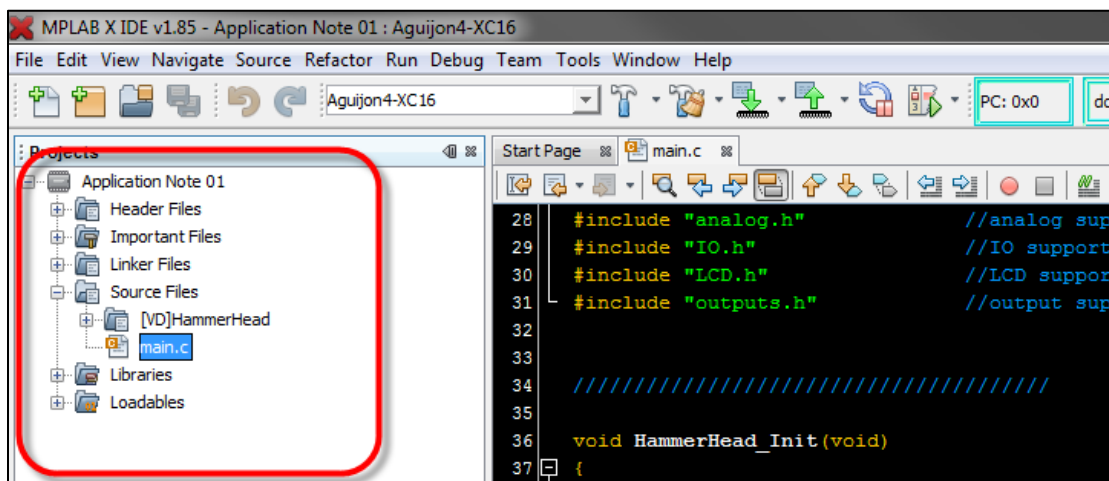 MPLAB X IDE v1.85 - Application Note 01 : Aguijon4-XC16
File Edit View Navigate Source Refactor Run Debug Team Tools Window Help
Aguijon4-XC16
PC: 0x0
Projects
Application Note 01
Header Files
Important Files
Linker Files
Source Files
[VD]HammerHead
main.c
Libraries
Loadables
Start Page
main.c
28 #include "analog.h" //analog sup
29 #include "IO.h" //IO support
30 #include "LCD.h" //LCD suppor
31 #include "outputs.h" //output sup
32
33
34 ///////////////////////////////////////
35
36 void HammerHead_Init(void)
37 {